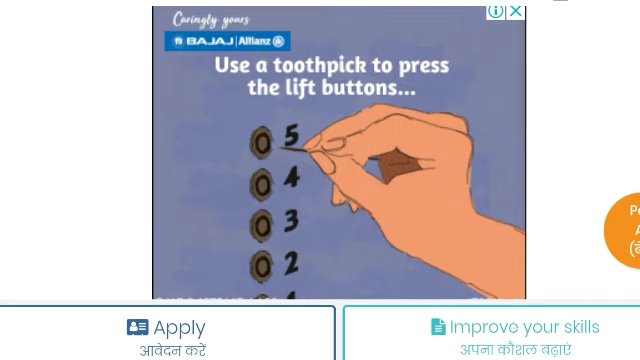 Caringly yours
BAJAJ | Allianz
Use a toothpick to press
the lift buttons...
5
4
3
2
Apply
आवेदन करें
Improve your skills
अपना कौशल बढ़ाएं